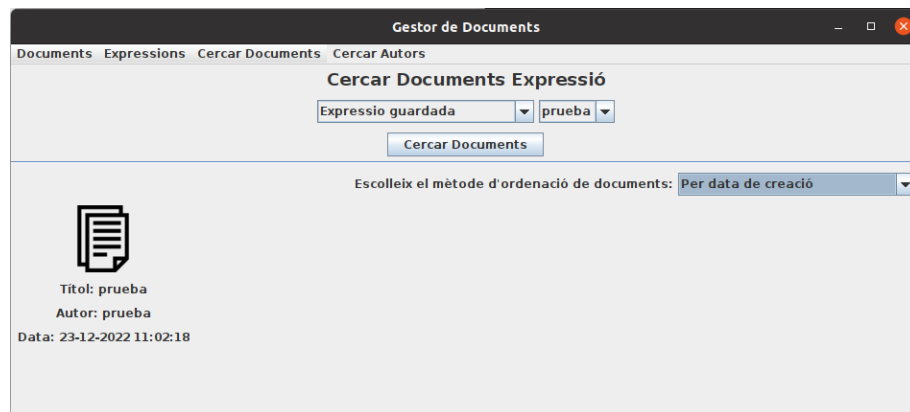 Gestor de Documents
Documents Expressions Cercar Documents Cercar Autors
Cercar Documents Expressió
Expressio guardada prueba
Cercar Documents
Escolleix el mètode d'ordenació de documents: Per data de creació
Títol: prueba
Autor: prueba
Data: 23-12-2022 11:02:18